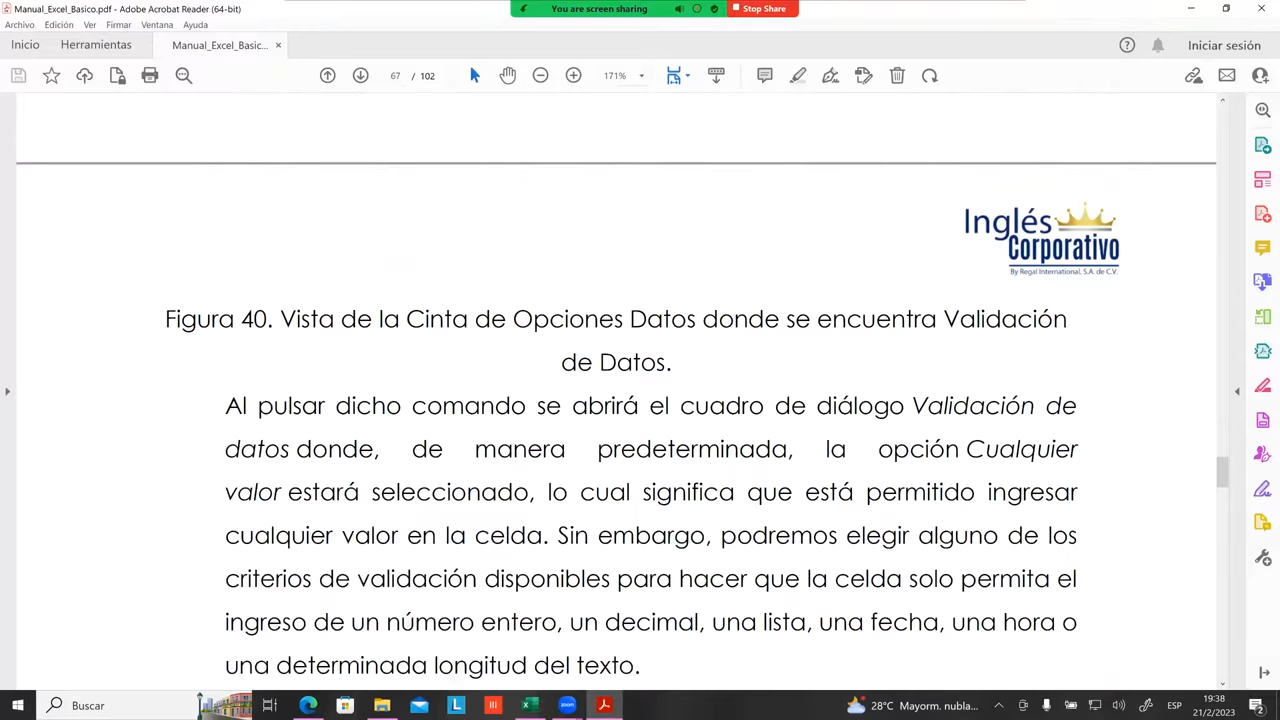 Manual_Excel_Basico.pdf - Adobe Acrobat Reader (64-bit)
You are screen sharing
Stop Share
Archivo Edición Ver Firmar Ventana Ayuda
Inicio Herramientas Manual_Excel_Basic... × Iniciar sesión
67 / 102 171%
Inglés
Corporativo
By Regal International, S.A. de C.V.
Figura 40. Vista de la Cinta de Opciones Datos donde se encuentra Validación
de Datos.
Al pulsar dicho comando se abrirá el cuadro de diálogo Validación de
datos donde, de manera predeterminada, la opción Cualquier
valor estará seleccionado, lo cual significa que está permitido ingresar
cualquier valor en la celda. Sin embargo, podremos elegir alguno de los
criterios de validación disponibles para hacer que la celda solo permita el
ingreso de un número entero, un decimal, una lista, una fecha, una hora o
una determinada longitud del texto.
Buscar
28°C Mayorm. nubla...
ESP
19:38
21/2/2023
2